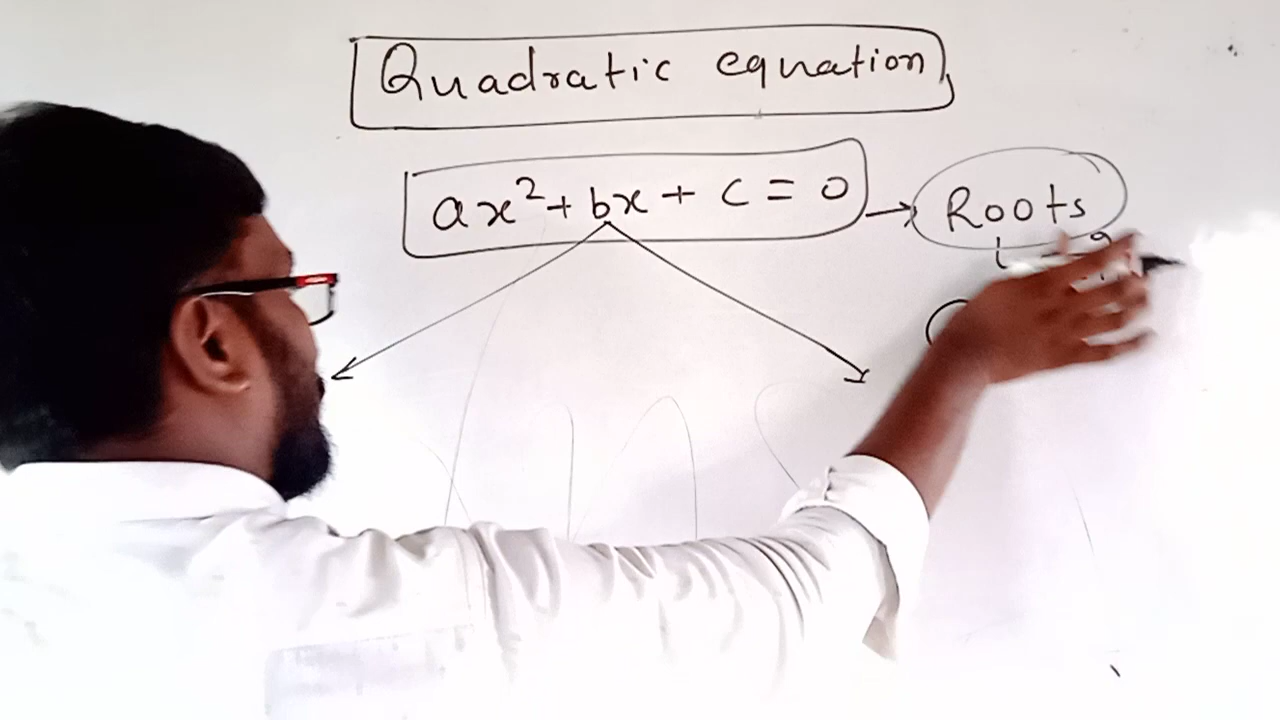 Quadratic equation
ax²+ bx + c = 0 → Roots